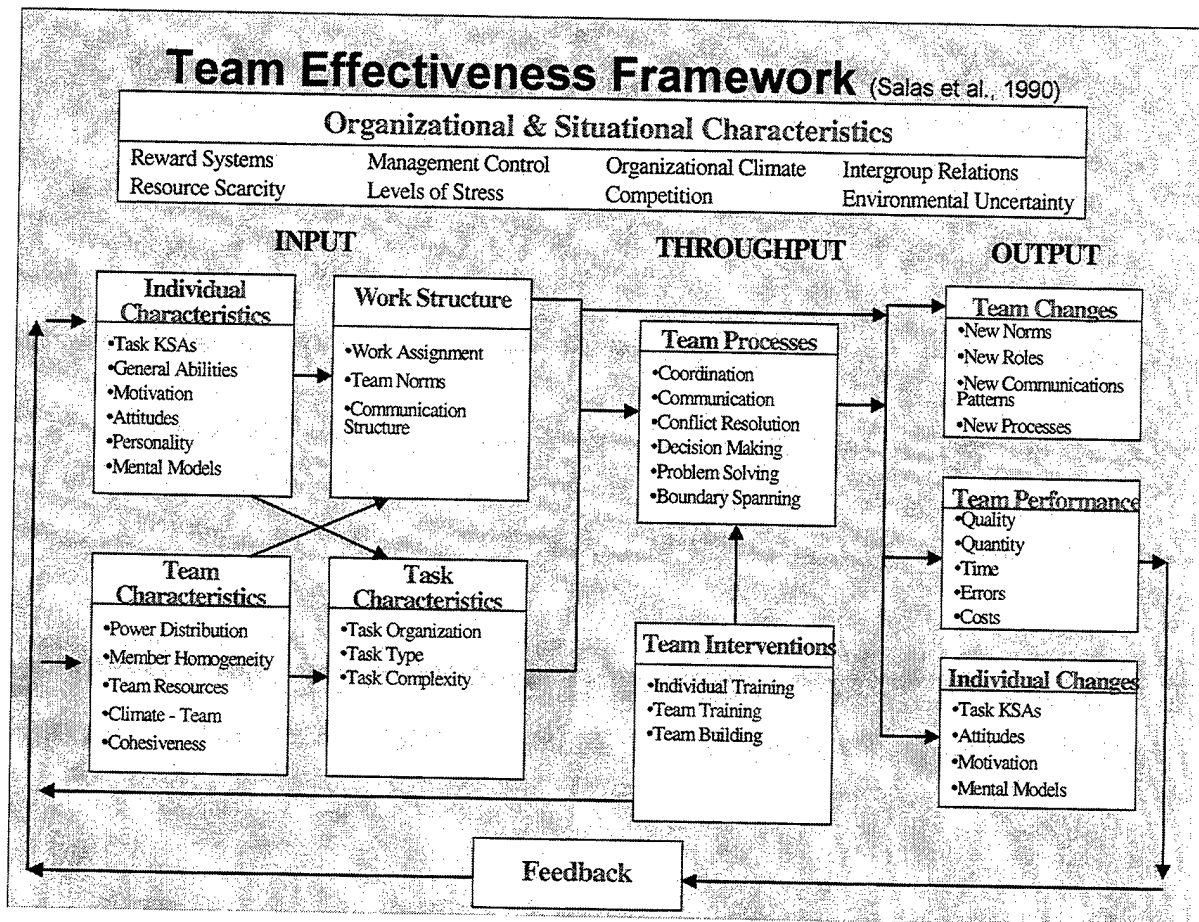 Team Effectiveness Framework (Salas et al., 1990)
Organizational & Situational Characteristics
Reward Systems Management Control Organizational Climate Intergroup Relations
Resource Scarcity Levels of Stress Competition Environmental Uncertainty
INPUT THROUGHPUT OUTPUT
Individual
Characteristics
•Task KSAs
•General Abilities
•Motivation
•Attitudes
•Personality
•Mental Models
Work Structure
•Work Assignment
•Team Norms
•Communication
Structure
Team
Characteristics
•Power Distribution
•Member Homogeneity
•Team Resources
•Climate - Team
•Cohesiveness
Task
Characteristics
•Task Organization
•Task Type
•Task Complexity
Team Processes
•Coordination
•Communication
•Conflict Resolution
•Decision Making
•Problem Solving
•Boundary Spanning
Team Interventions
•Individual Training
•Team Training
•Team Building
Team Changes
•New Norms
•New Roles
•New Communications
Patterns
•New Processes
Team Performance
•Quality
•Quantity
•Time
•Errors
•Costs
Individual Changes
•Task KSAs
•Attitudes
•Motivation
•Mental Models
Feedback